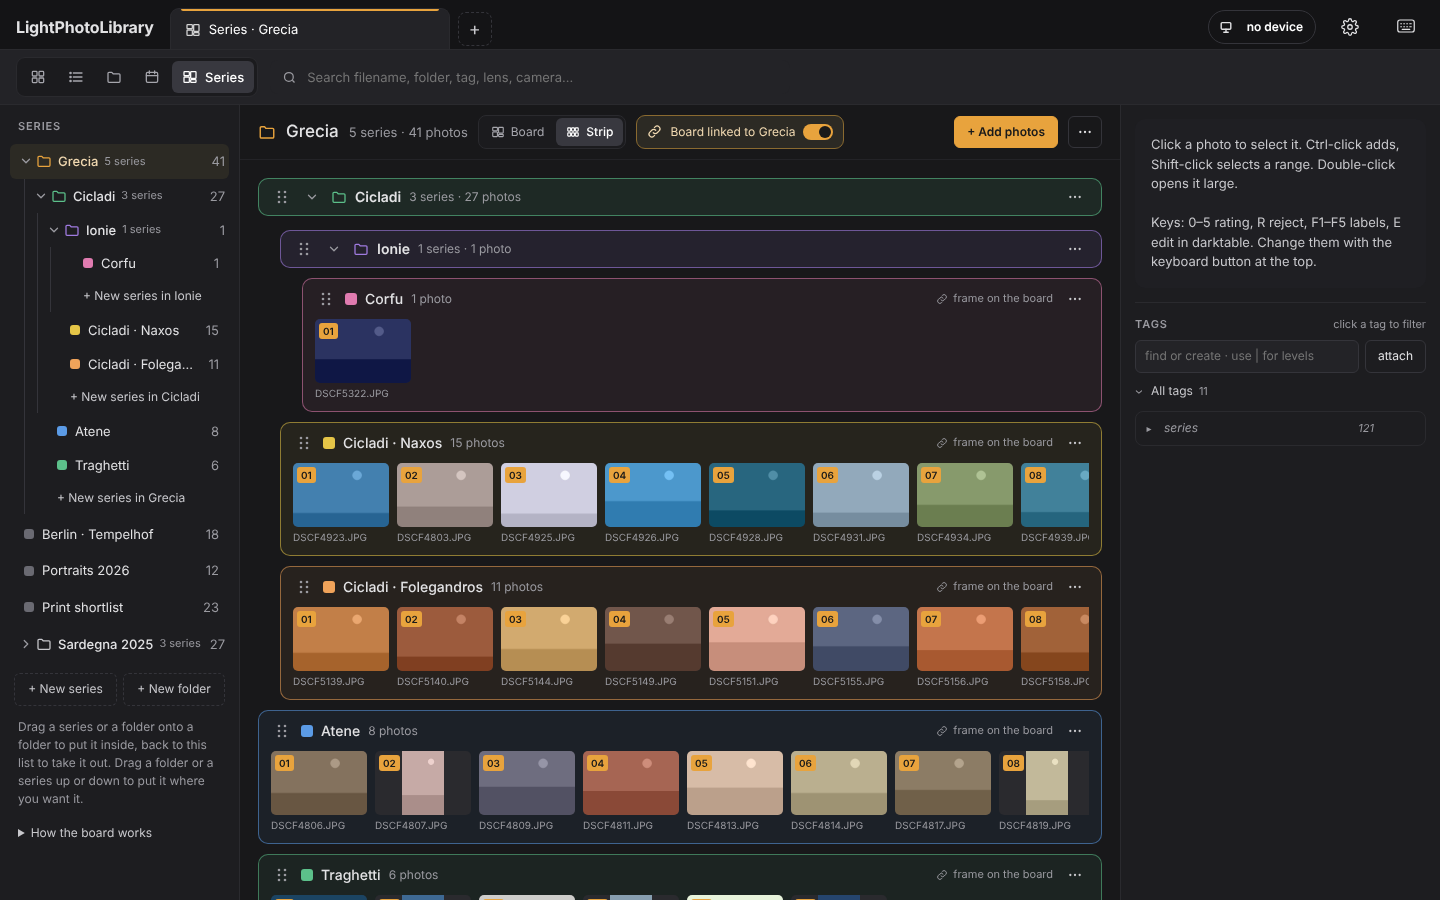 LightPhotoLibrary
Series · Grecia
+
no device
Series
Search filename, folder, tag, lens, camera...
SERIES
Grecia 5 series 41
Cicladi 3 series 27
Ionie 1 series 1
Corfu 1
+ New series in Ionie
Cicladi · Naxos 15
Cicladi · Folega... 11
+ New series in Cicladi
Atene 8
Traghetti 6
+ New series in Grecia
Berlin · Tempelhof 18
Portraits 2026 12
Print shortlist 23
Sardegna 2025 3 series 27
+ New series
+ New folder
Drag a series or a folder onto a
folder to put it inside, back to this
list to take it out. Drag a folder or a
series up or down to put it where
you want it.
How the board works
Grecia 5 series · 41 photos
Board
Strip
Board linked to Grecia
+ Add photos
Cicladi 3 series · 27 photos
Ionie 1 series · 1 photo
Corfu 1 photo
frame on the board
01
DSCF5322.JPG
Cicladi · Naxos 15 photos
frame on the board
01 02 03 04 05 06 07 08
DSCF4923.JPG DSCF4803.JPG DSCF4925.JPG DSCF4926.JPG DSCF4928.JPG DSCF4931.JPG DSCF4934.JPG DSCF4939.JPG
Cicladi · Folegandros 11 photos
frame on the board
01 02 03 04 05 06 07 08
DSCF5139.JPG DSCF5140.JPG DSCF5144.JPG DSCF5149.JPG DSCF5151.JPG DSCF5155.JPG DSCF5156.JPG DSCF5158.JPG
Atene 8 photos
frame on the board
01 02 03 04 05 06 07 08
DSCF4806.JPG DSCF4807.JPG DSCF4809.JPG DSCF4811.JPG DSCF4813.JPG DSCF4814.JPG DSCF4817.JPG DSCF4819.JPG
Traghetti 6 photos
frame on the board
Click a photo to select it. Ctrl-click adds,
Shift-click selects a range. Double-click
opens it large.
Keys: 0–5 rating, R reject, F1–F5 labels, E
edit in darktable. Change them with the
keyboard button at the top.
TAGS
click a tag to filter
find or create · use | for levels
attach
All tags 11
series 121